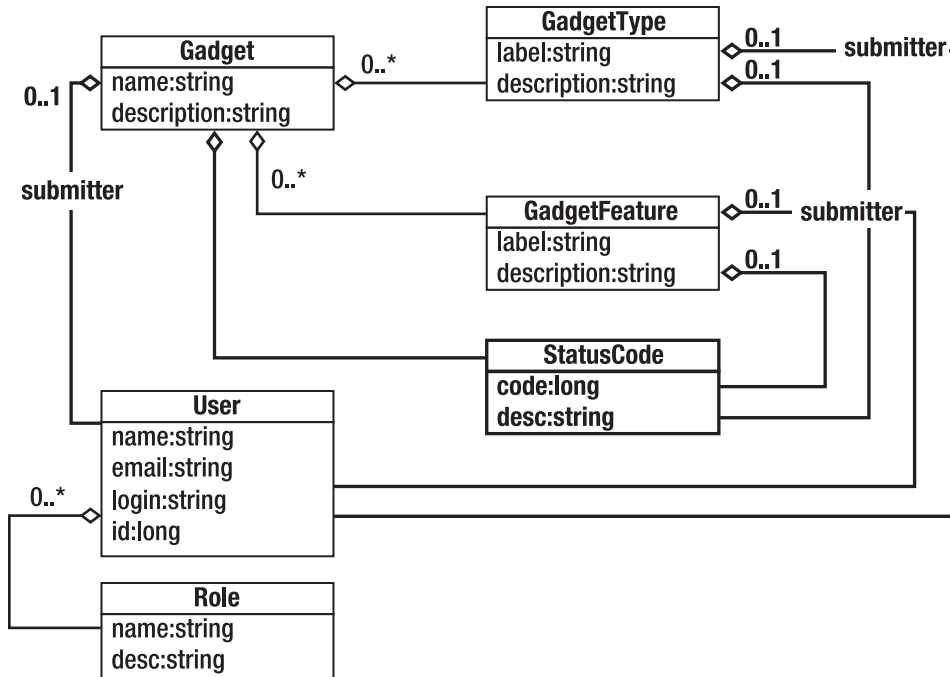 Gadget
name:string
description:string
0..1
submitter
0..*
0..*
GadgetType
label:string
description:string
0..1
submitter
0..1
GadgetFeature
label:string
description:string
0..1
submitter
0..1
StatusCode
code:long
desc:string
User
name:string
email:string
login:string
id:long
0..*
Role
name:string
desc:string